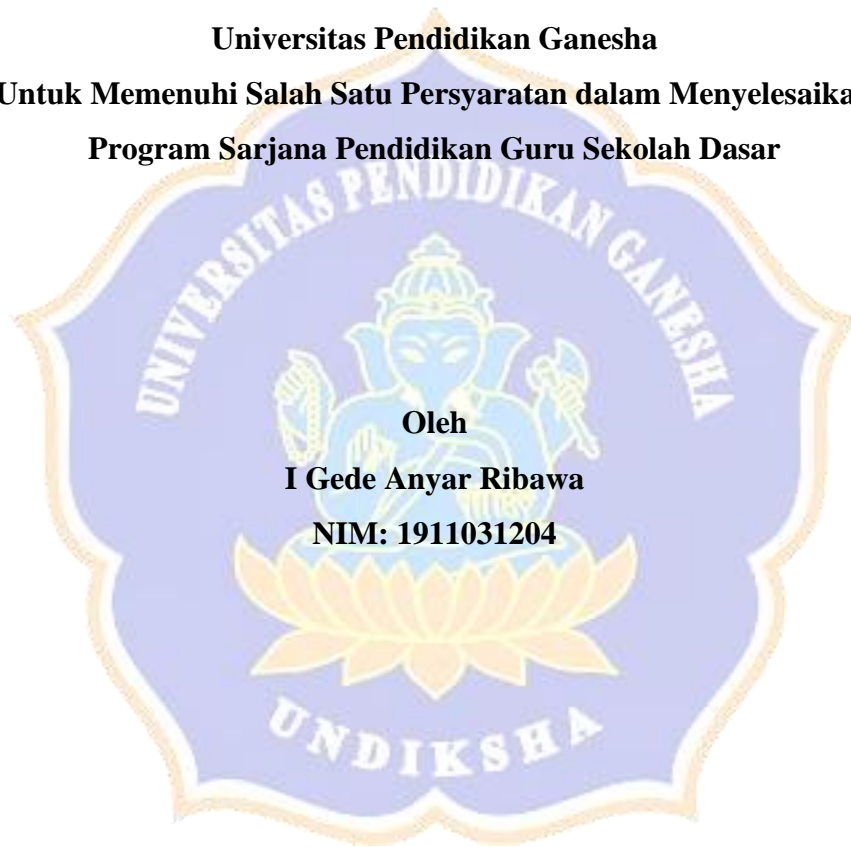 Universitas Pendidikan Ganesha
Untuk Memenuhi Salah Satu Persyaratan dalam Menyelesaika
Program Sarjana Pendidikan Guru Sekolah Dasar
UNIVERSITAS PENDIDIKAN GANESHA
Oleh
I Gede Anyar Ribawa
NIM: 1911031204
UNDIKSHA